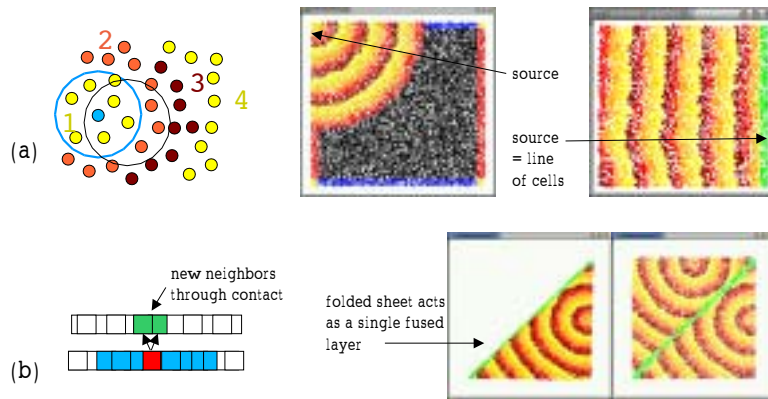 2
3
4
1
(a)
source
source
= line
of cells
new neighbors
through contact
(b)
folded sheet acts
as a single fused
layer